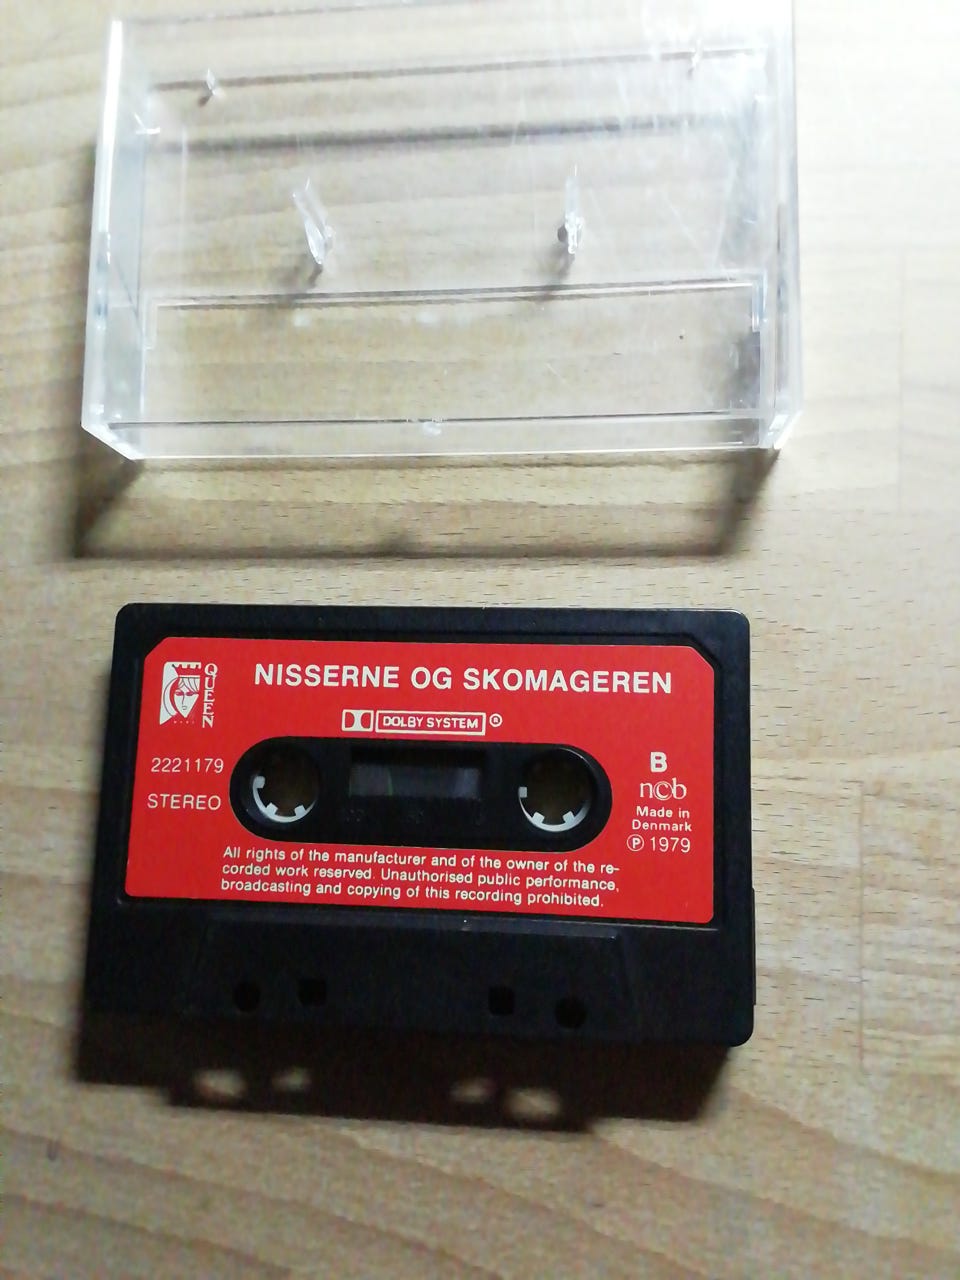 QUEEN
NISSERNE OG SKOMAGEREN
DOLBY SYSTEM ®
2221179
STEREO
B
n©b
Made in
Denmark
℗ 1979
All rights of the manufacturer and of the owner of the re-
corded work reserved. Unauthorised public performance,
broadcasting and copying of this recording prohibited.